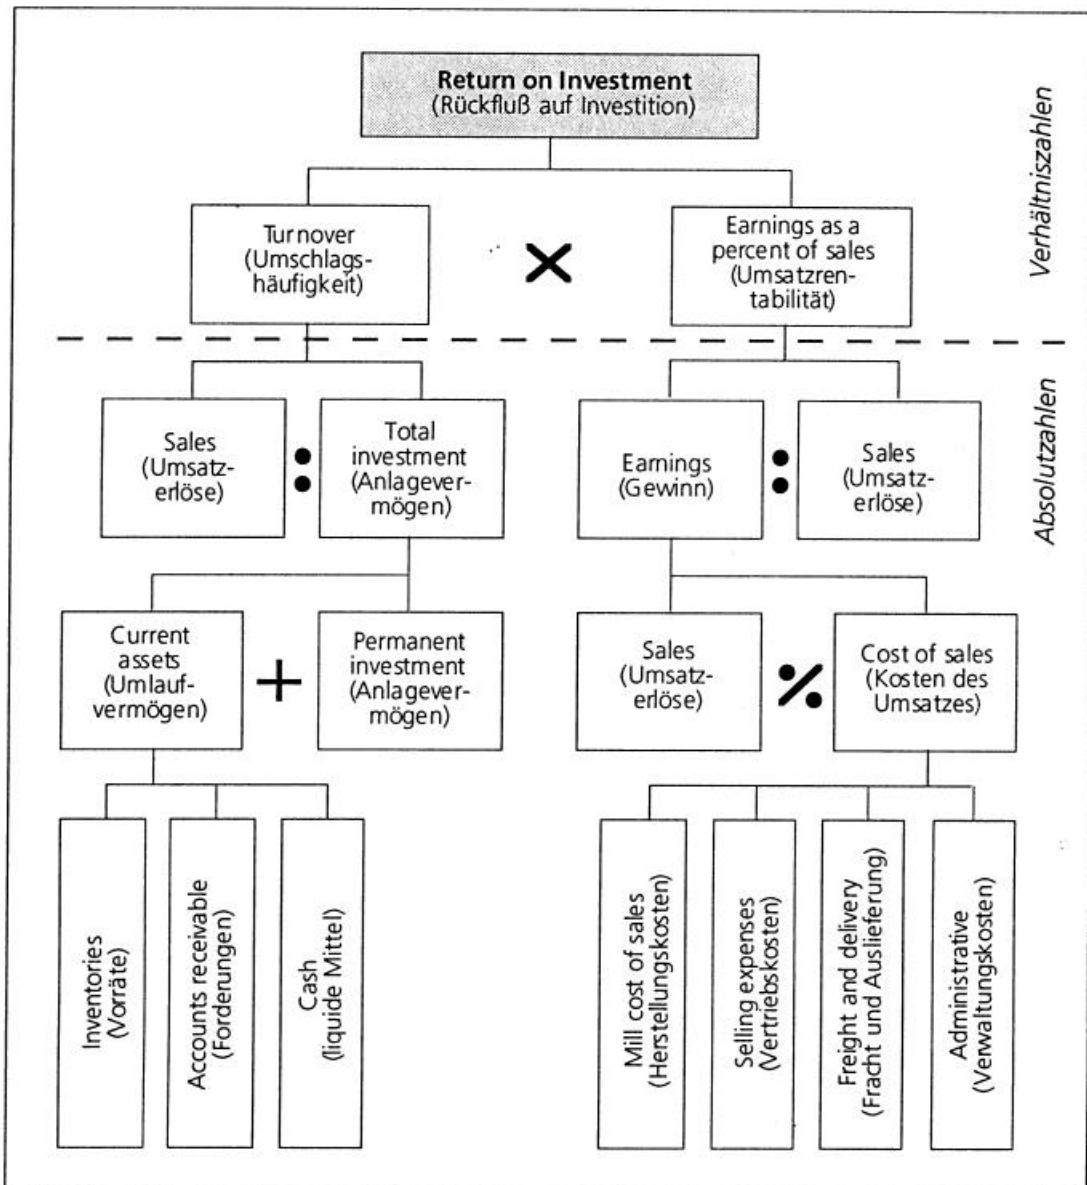 Return on Investment
(Rückfluß auf Investition)
Verhältniszahlen
Turnover
(Umschlags-
häufigkeit)
Earnings as a
percent of sales
(Umsatzren-
tabilität)
Absolutzahlen
Sales
(Umsatz-
erlöse)
:
Total
investment
(Anlagever-
mögen)
Earnings
(Gewinn)
:
Sales
(Umsatz-
erlöse)
Current
assets
(Umlauf-
vermögen)
+
Permanent
investment
(Anlagever-
mögen)
Sales
(Umsatz-
erlöse)
Cost of sales
(Kosten des
Umsatzes)
Inventories
(Vorräte)
Accounts receivable
(Forderungen)
Cash
(liquide Mittel)
Mill cost of sales
(Herstellungskosten)
Selling expenses
(Vertriebskosten)
Freight and delivery
(Fracht und Auslieferung)
Administrative
(Verwaltungskosten)